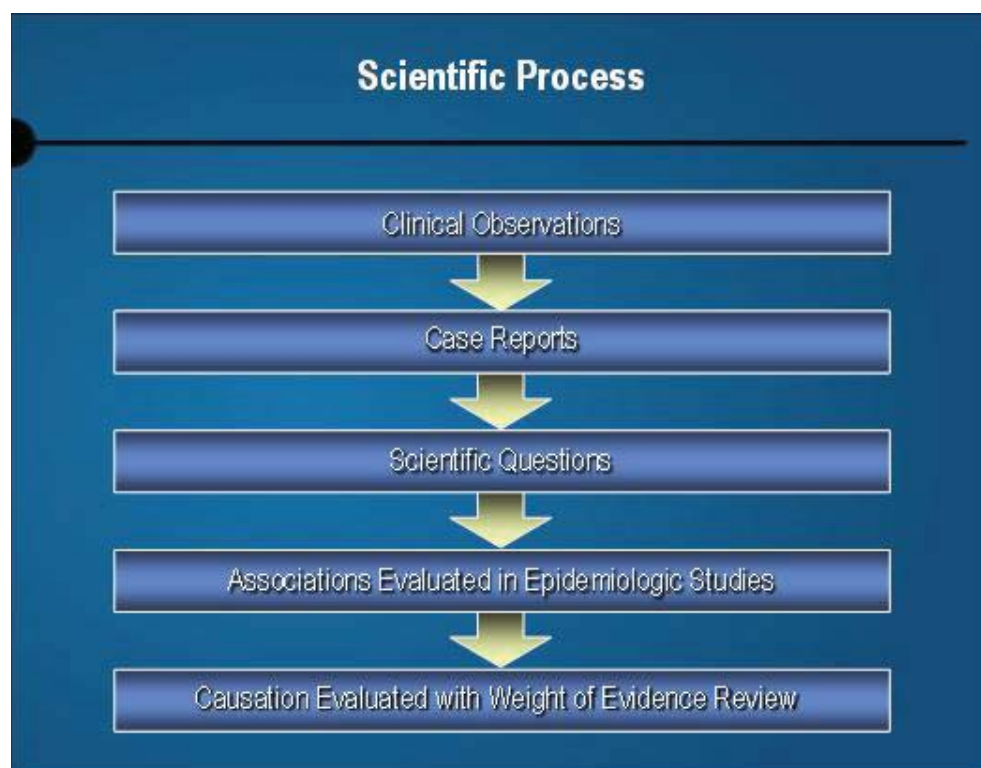 Scientific Process
Clinical Observations
Case Reports
Scientific Questions
Associations Evaluated in Epidemiologic Studies
Causation Evaluated with Weight of Evidence Review